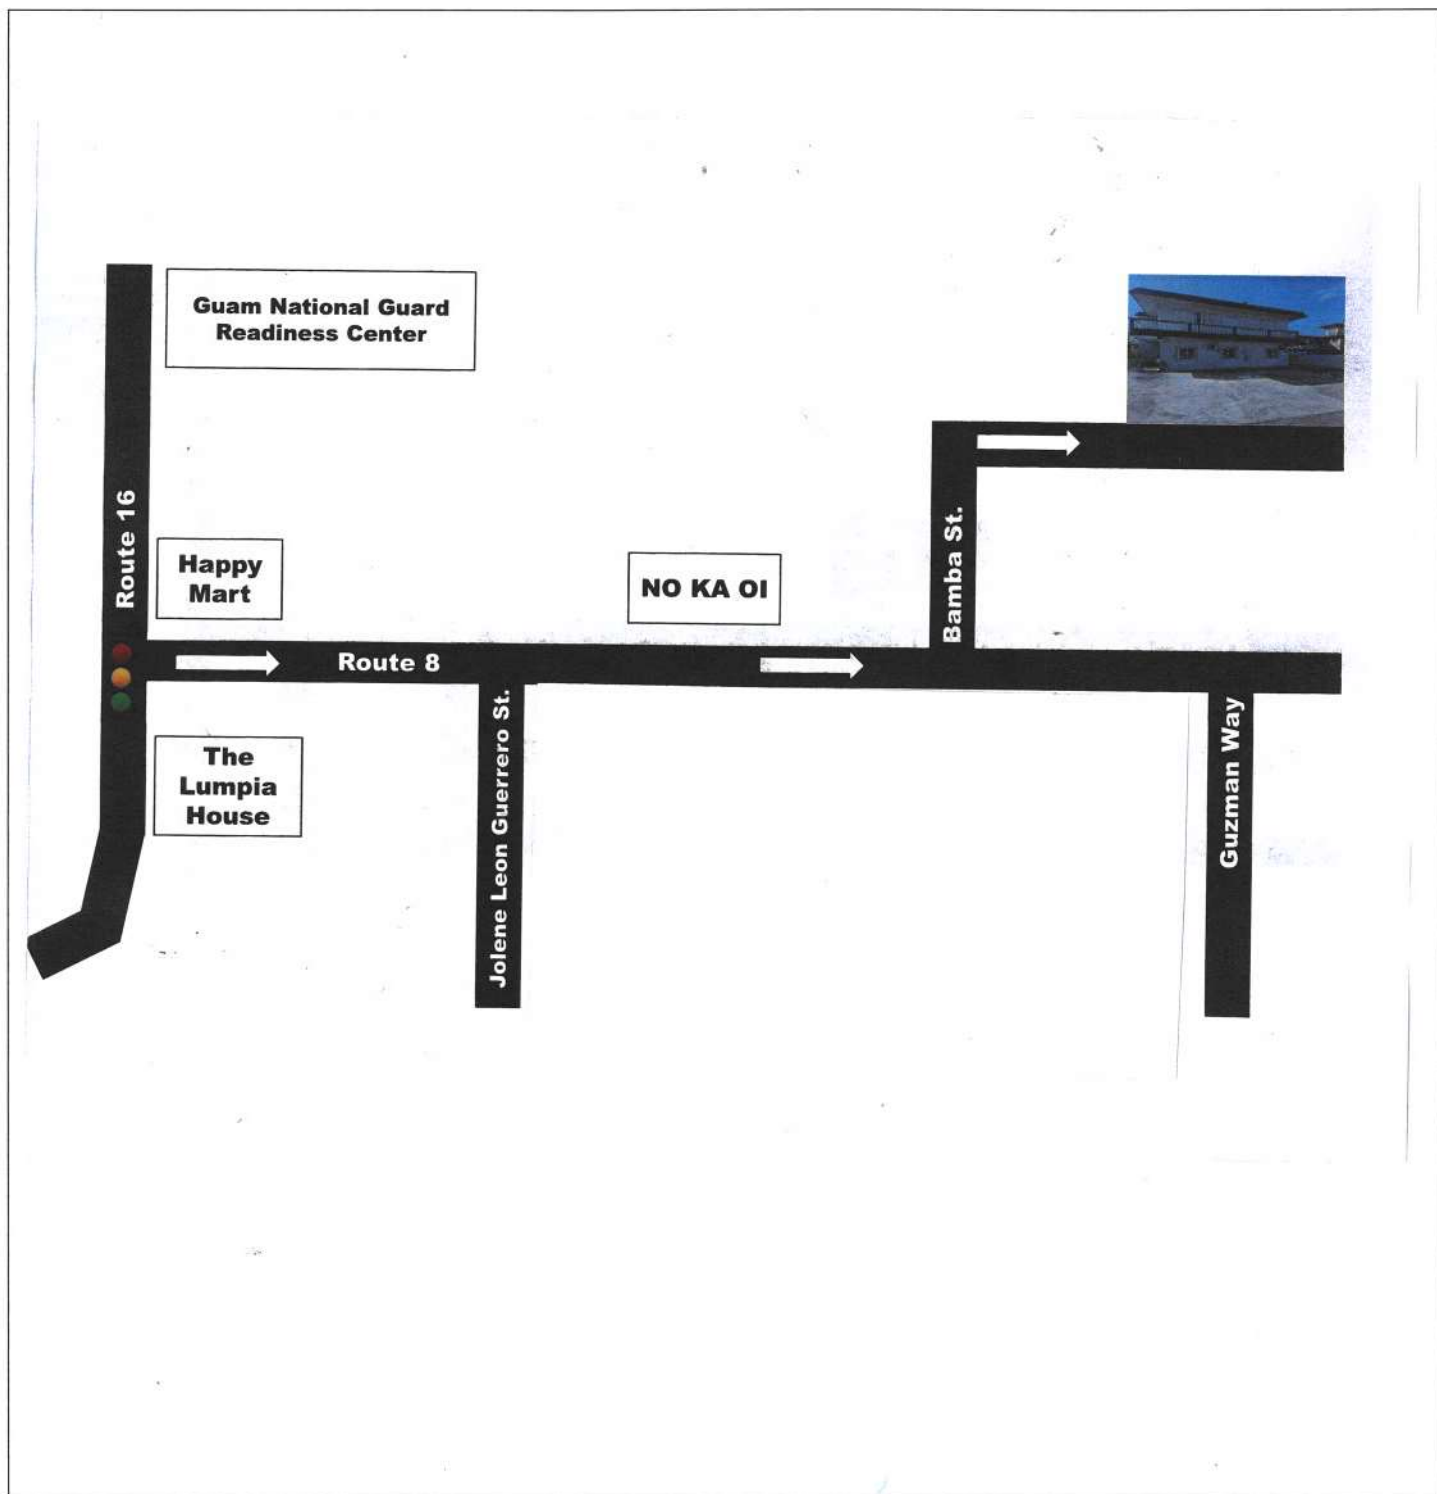 Guam National Guard
Readiness Center
Route 16
Happy
Mart
NO KA OI
Bamba St.
Route 8
The
Lumpia
House
Jolene Leon Guerrero St.
Guzman Way